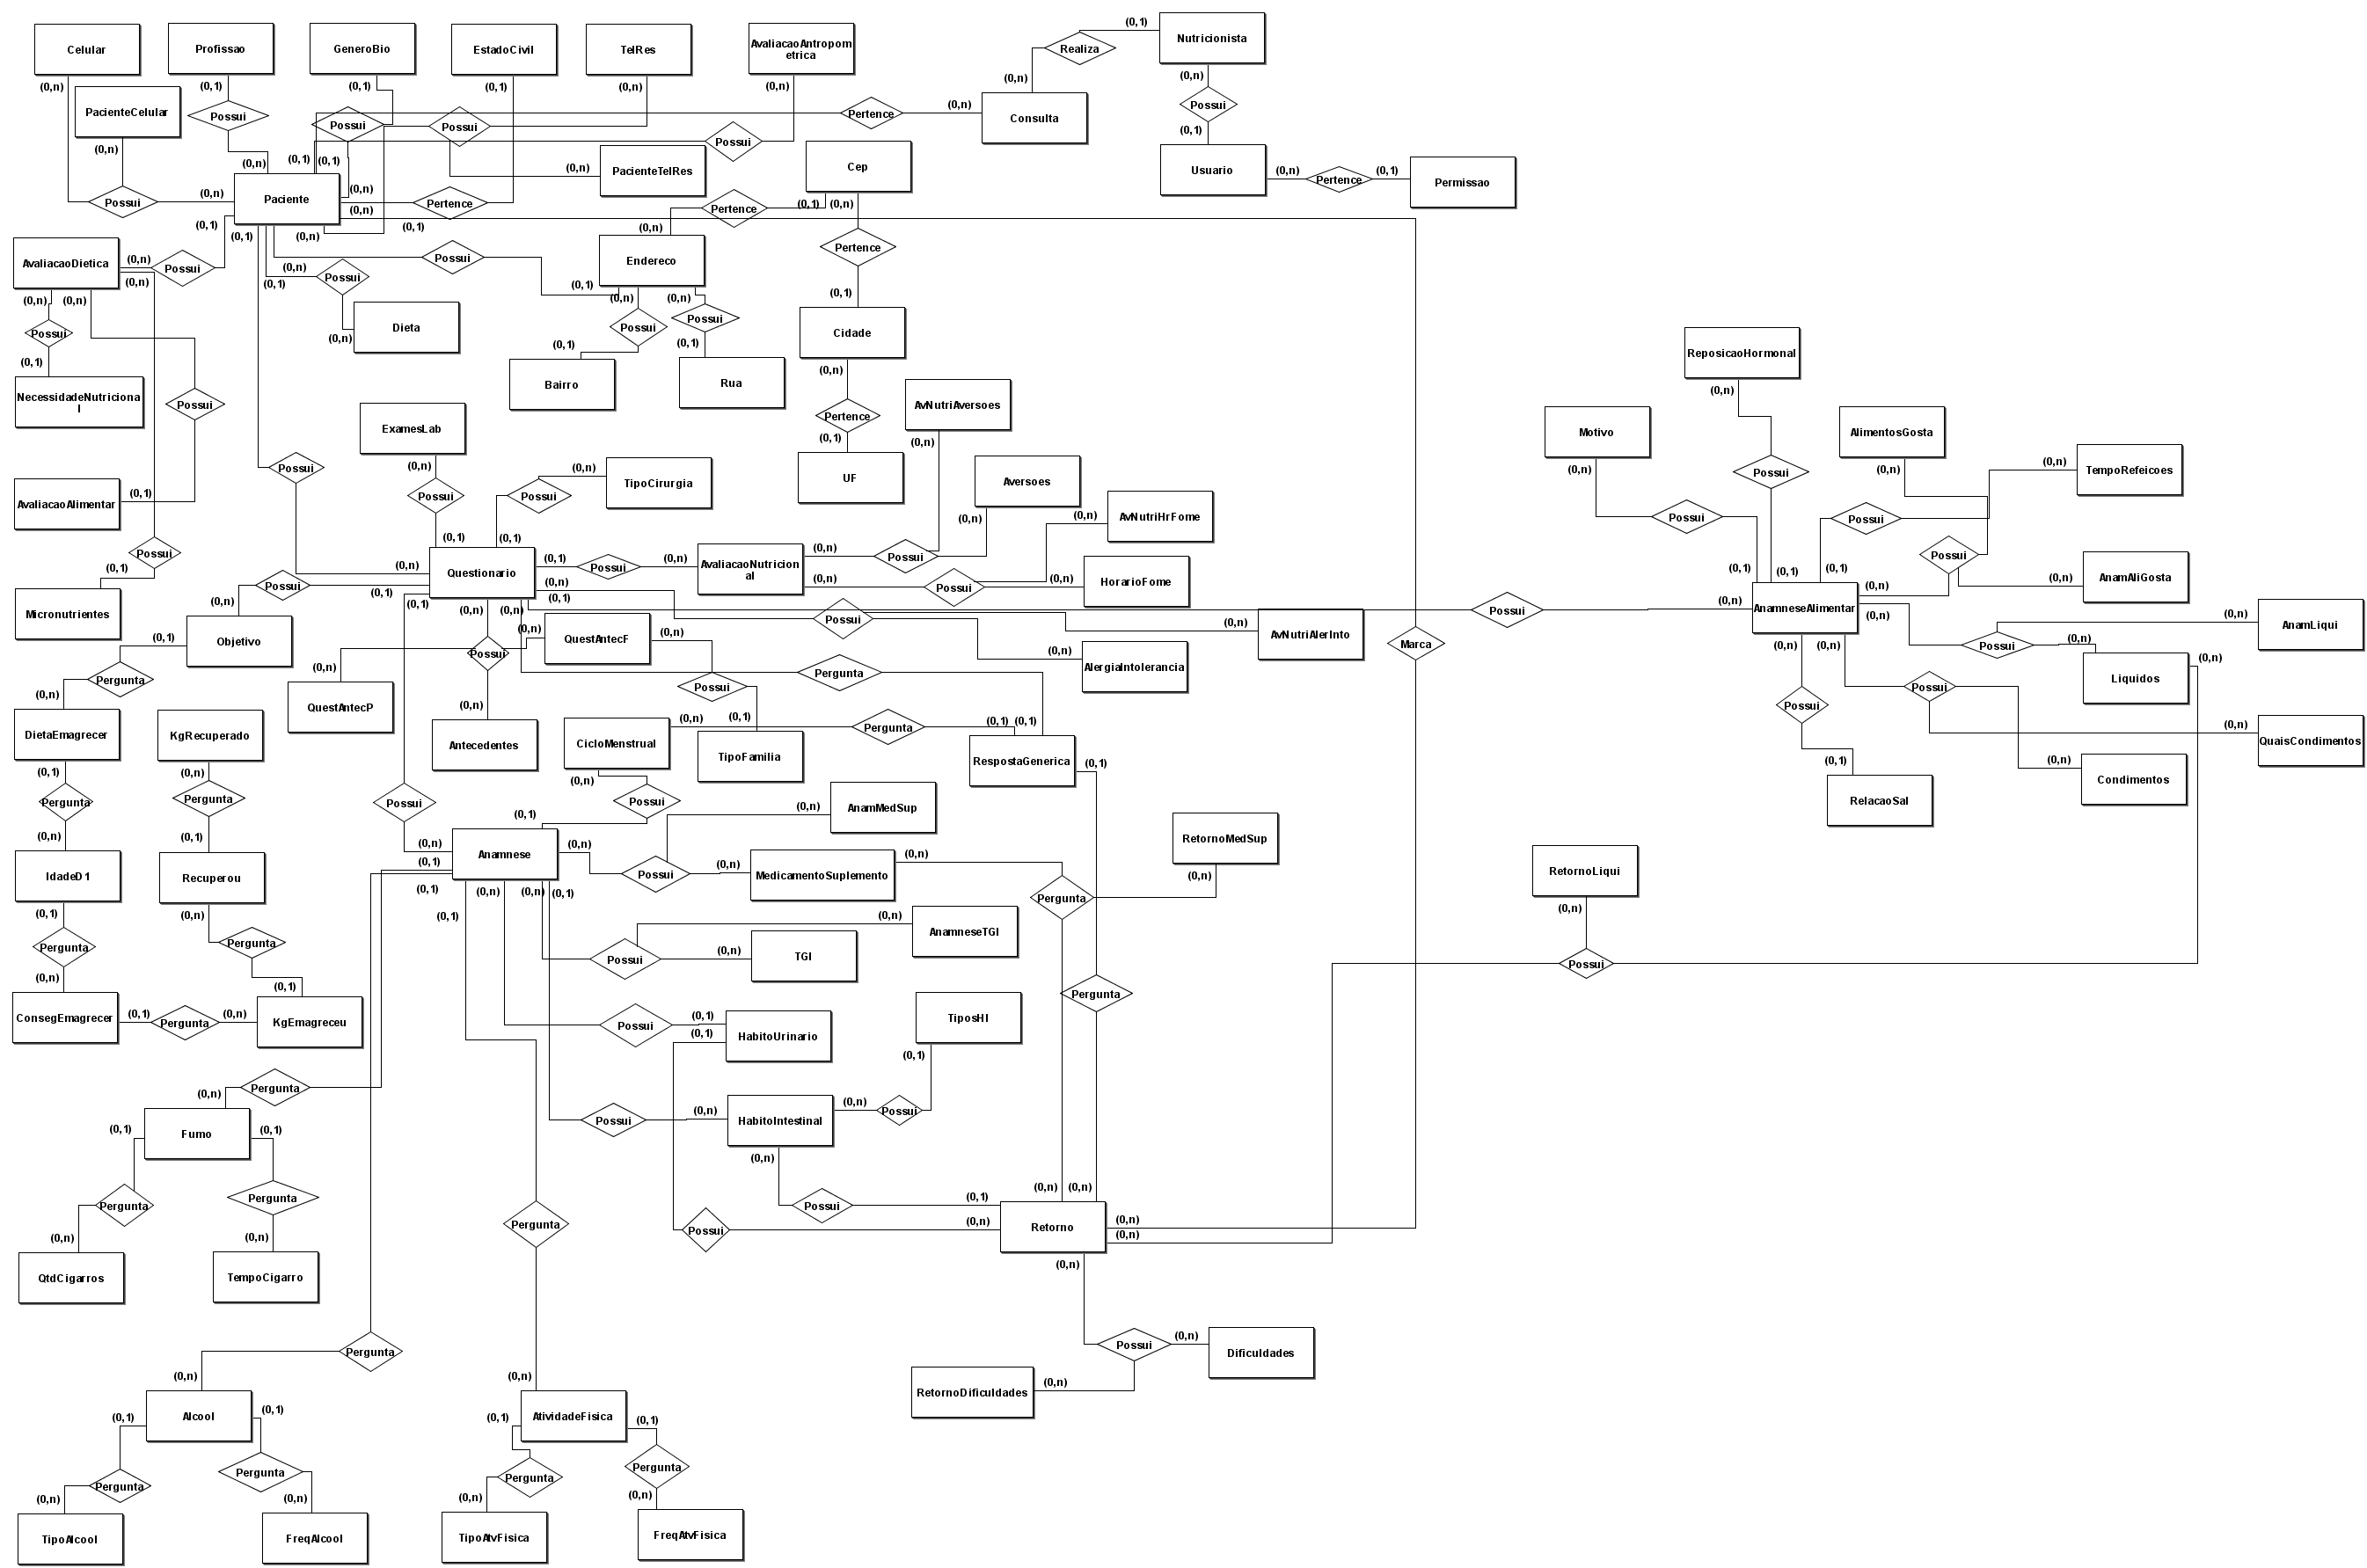 Celular
Profissao
GeneroBio
EstadoCivil
TelRes
AvaliacaoAntropom
etrica
(0,1)
Realiza
Nutricionista
(0,n)
(0,1)
(0,1)
(0,1)
(0,n)
(0,n)
(0,n)
(0,n)
PacienteCelular
Possui
Possui
Possui
Pertence
(0,n)
Consulta
Possui
(0,1)
Possui
(0,n)
(0,n)
(0,1)
(0,1)
(0,n)
PacienteTelRes
Cep
Usuario
(0,n)
Pertence
(0,1)
Permissao
Possui
(0,n)
Paciente
(0,n)
Pertence
Pertence
(0,1)
(0,n)
(0,n)
(0,1)
(0,1)
(0,n)
(0,1)
(0,n)
Pertence
AvaliacaoDietica
(0,n)
Possui
Possui
Endereco
(0,n)
(0,n)
(0,1)
Possui
(0,n)
(0,n)
(0,1)
(0,n)
(0,n)
(0,1)
Possui
Dieta
(0,n)
Possui
Possui
Cidade
(0,1)
(0,1)
(0,1)
(0,n)
NecessidadeNutriciona
l
Possui
Bairro
Rua
Pertence
(0,1)
UF
AvNutriAversoes
(0,n)
ReposicaoHormonal
(0,n)
Motivo
(0,n)
AlimentosGosta
(0,n)
(0,n)
TempoRefeicoes
ExamesLab
(0,n)
(0,n)
TipoCirurgia
Possui
Possui
Possui
Aversoes
(0,n)
Possui
Possui
Possui
AvaliacaoAlimentar
(0,1)
(0,n)
AvNutriHrFome
(0,1)
(0,1)
Possui
(0,1)
Micronutrientes
(0,n)
Possui
(0,1)
Questionario
(0,1)
Possui
(0,n)
AvaliacaoNutricion
al
(0,n)
Possui
(0,n)
Possui
(0,n)
HorarioFome
Possui
(0,n)
AnamAliGosta
(0,1)
(0,1)
(0,1)
(0,n)
(0,1)
(0,n)
(0,n)
(0,1)
(0,n)
(0,n)
Possui
Possui
(0,n)
AnamneseAlimentar
(0,n)
(0,n)
(0,n)
AnamLiqui
Objetivo
(0,1)
(0,n)
QuestAntecF
(0,n)
(0,n)
AvNutriAlerInto
Marca
(0,n)
(0,n)
Possui
(0,n)
Possui
(0,n)
(0,n)
AlergiaIntolerancia
Liquidos
(0,n)
Pergunta
(0,n)
QuestAntecP
Possui
Pergunta
Possui
Possui
(0,n)
DietaEmagrecer
KgRecuperado
(0,n)
Antecedentes
CicloMenstrual
(0,n)
(0,1)
TipoFamilia
Pergunta
(0,1)
(0,1)
RespostaGenerica
(0,1)
(0,1)
RelacaoSal
(0,n)
Condimentos
(0,n)
QuaisCondimentos
(0,1)
(0,n)
(0,n)
Pergunta
Pergunta
Possui
Possui
(0,1)
(0,n)
AnamMedSup
RetornoMedSup
(0,n)
(0,n)
(0,1)
(0,n)
Anamnese
(0,n)
RetornoLiqui
(0,n)
IdadeD1
Recuperou
(0,1)
Possui
(0,n)
MedicamentoSuplemento
(0,n)
(0,1)
(0,n)
(0,1)
(0,n)
(0,n)
(0,1)
(0,1)
Pergunta
Pergunta
Pergunta
(0,n)
AnamneseTGI
(0,n)
(0,1)
Possui
(0,n)
TGI
Possui
ConsegEmagrecer
(0,1)
Pergunta
(0,n)
KgEmagreceu
Possui
(0,1)
(0,1)
HabitoUrinario
TiposHI
(0,1)
Pergunta
Pergunta
(0,n)
Fumo
(0,1)
(0,1)
Possui
(0,n)
HabitoIntestinal
(0,n)
Possui
(0,n)
Pergunta
Pergunta
Pergunta
Possui
Possui
(0,1)
(0,n)
(0,n)
(0,n)
Retorno
(0,n)
(0,n)
(0,n)
(0,n)
(0,n)
QtdCigarros
TempoCigarro
Pergunta
Possui
(0,n)
Dificuldades
RetornoDificuldades
(0,n)
(0,n)
Alcool
(0,1)
(0,1)
(0,n)
AtividadeFisica
(0,1)
(0,1)
Pergunta
Pergunta
Pergunta
Pergunta
(0,n)
(0,n)
(0,n)
(0,n)
TipoAlcool
FreqAlcool
TipoAtvFisica
FreqAtvFisica